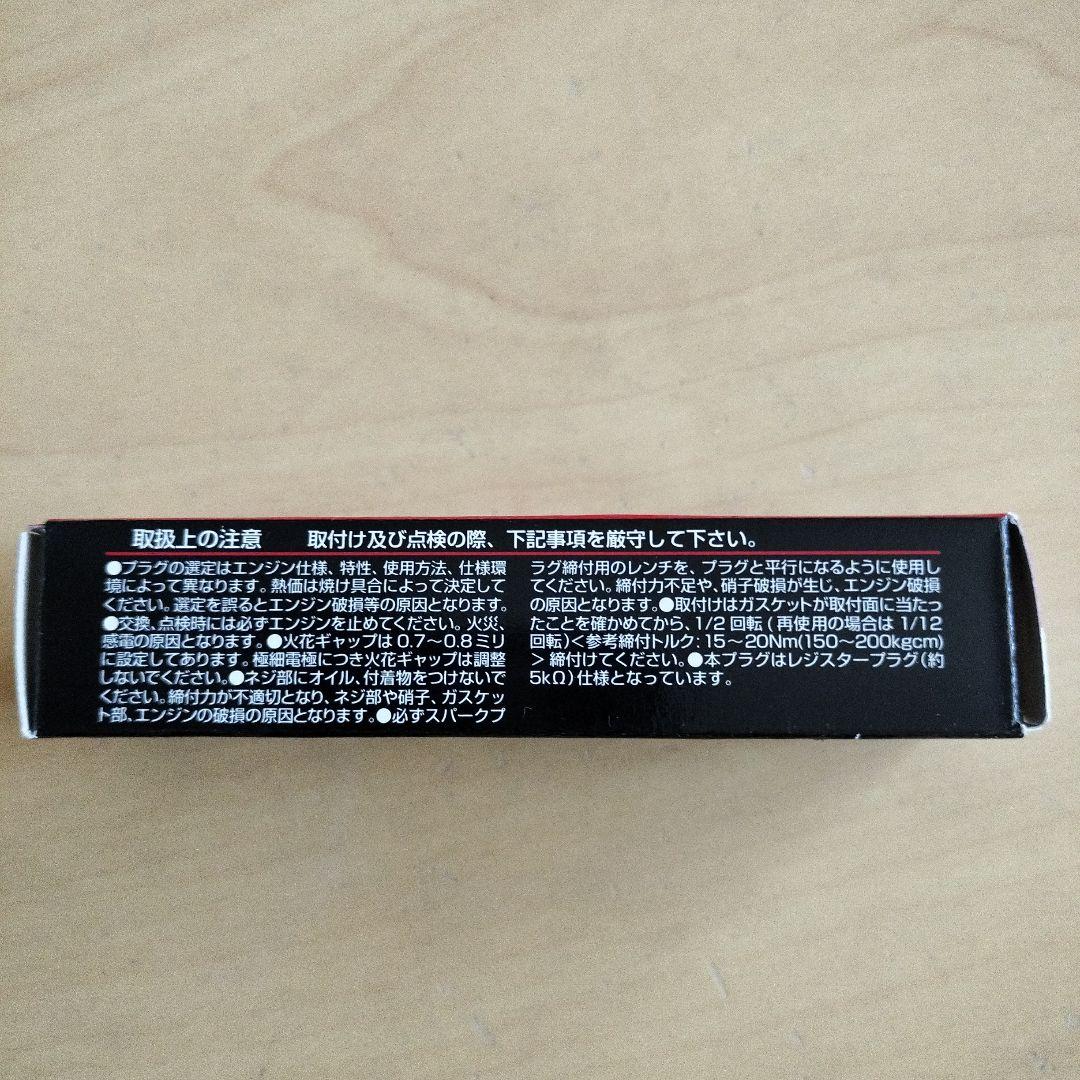 取扱上の注意　取付け及び点検の際、下記事項を厳守して下さい。
●プラグの選定はエンジン仕様、特性、使用方法、仕様環
境によって異なります。熱価は焼け具合によって決定して
ください。選定を誤るとエンジン破損等の原因となります。
●交換、点検時には必ずエンジンを止めてください。火災、
感電の原因となります。●火花ギャップは0.7〜0.8ミリ
に設定してあります。極細電極につき火花ギャップは調整
しないてください。●ネジ部にオイル、付着物をつけないで
ください。締付力が不適切となり、ネジ部や硝子、ガスケッ
ト部、エンジンの破損の原因となります。●必ずスパークプ
ラグ締付用のレンチを、プラグと平行になるように使用し
てください。締付力不足や、硝子破損が生じ、エンジン破損
の原因となります。●取付けはガスケットが取付面に当たっ
たことを確かめてから、1/2 回転（再使用の場合は 1/12
回転）<参考締付トルク：15〜20Nm(150〜200kgcm)
> 締付けてください。●本プラグはレジスタープラグ（約
5kΩ）仕様となっています。